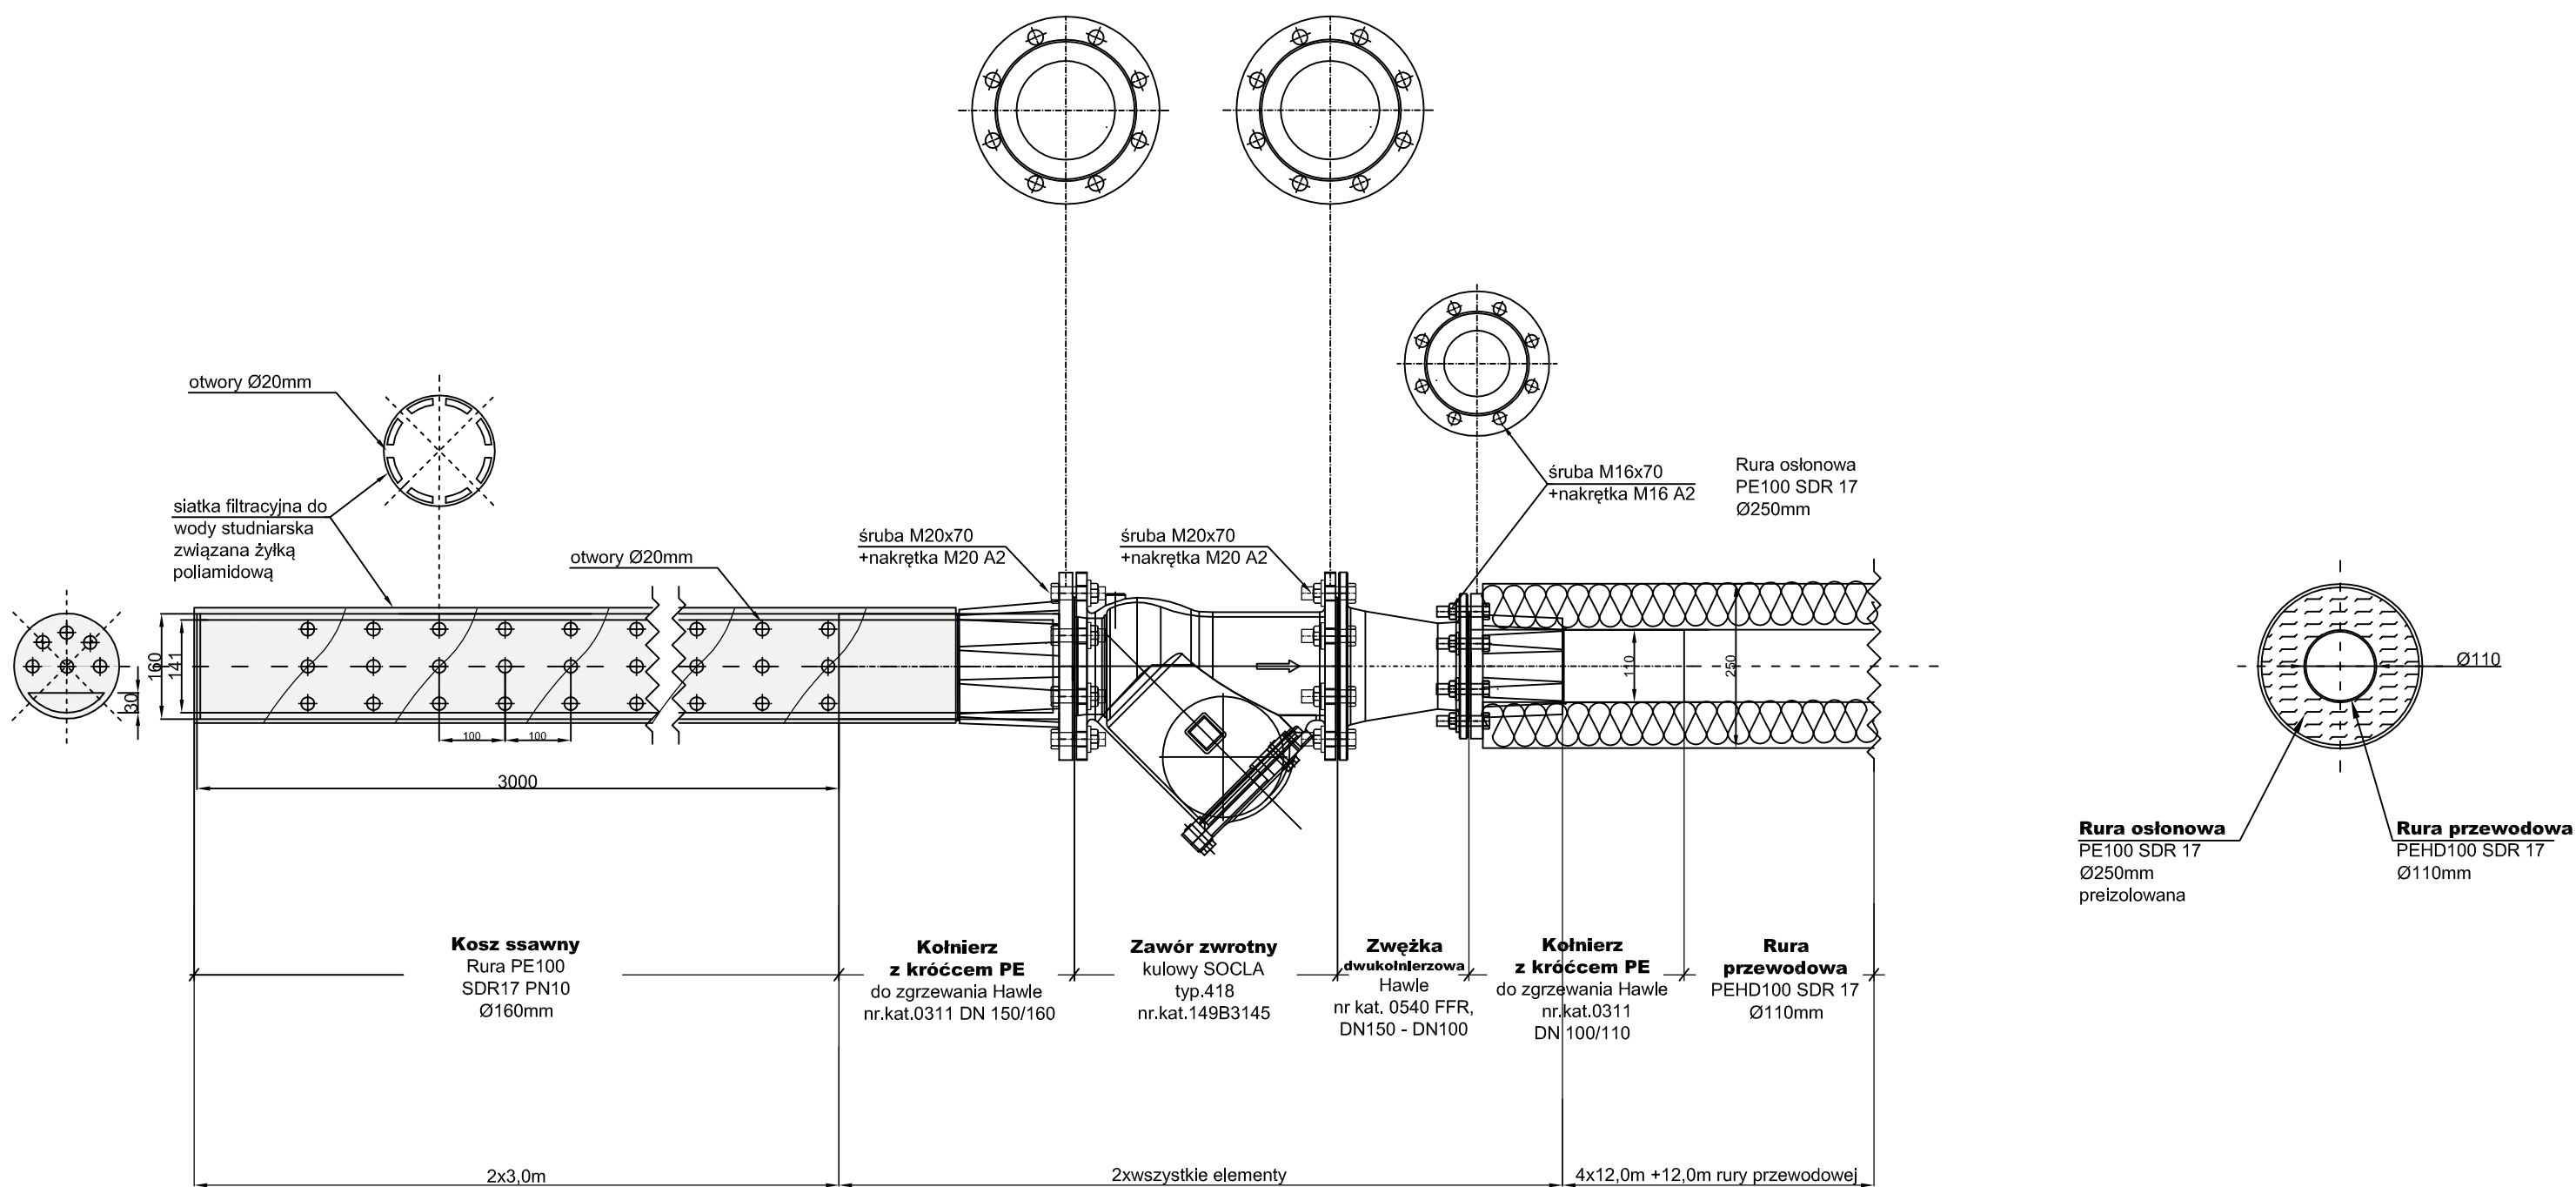 otwory Ø20mm
siatka filtracyjna do
wody studniarska
związana żyłką
poliamidową
otwory Ø20mm
śruba M20x70
+nakrętka M20 A2
śruba M20x70
+nakrętka M20 A2
śruba M16x70
+nakrętka M16 A2
Rura osłonowa
PE100 SDR 17
Ø250mm
160
141
30
100
100
3000
110
250
Ø110
Rura osłonowa
PE100 SDR 17
Ø250mm
preizolowana
Rura przewodowa
PEHD100 SDR 17
Ø110mm
Kosz ssawny
Rura PE100
SDR17 PN10
Ø160mm
Kołnierz
z króćcem PE
do zgrzewania Hawle
nr.kat.0311 DN 150/160
Zawór zwrotny
kulowy SOCLA
typ.418
nr.kat.149B3145
Zwężka
dwukołnierzowa
Hawle
nr kat. 0540 FFR,
DN150 - DN100
Kołnierz
z króćcem PE
do zgrzewania Hawle
nr.kat.0311
DN 100/110
Rura
przewodowa
PEHD100 SDR 17
Ø110mm
2x3,0m
2xwszystkie elementy
4x12,0m +12,0m rury przewodowej